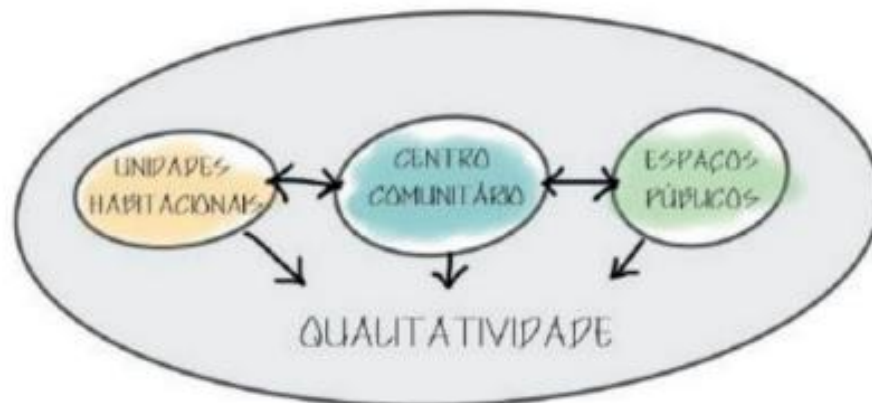 UNIDADES
HABITACIONAIS
CENTRO
COMUNITÁRIO
ESPAÇOS
PÚBLICOS
QUALITATIVIDADE